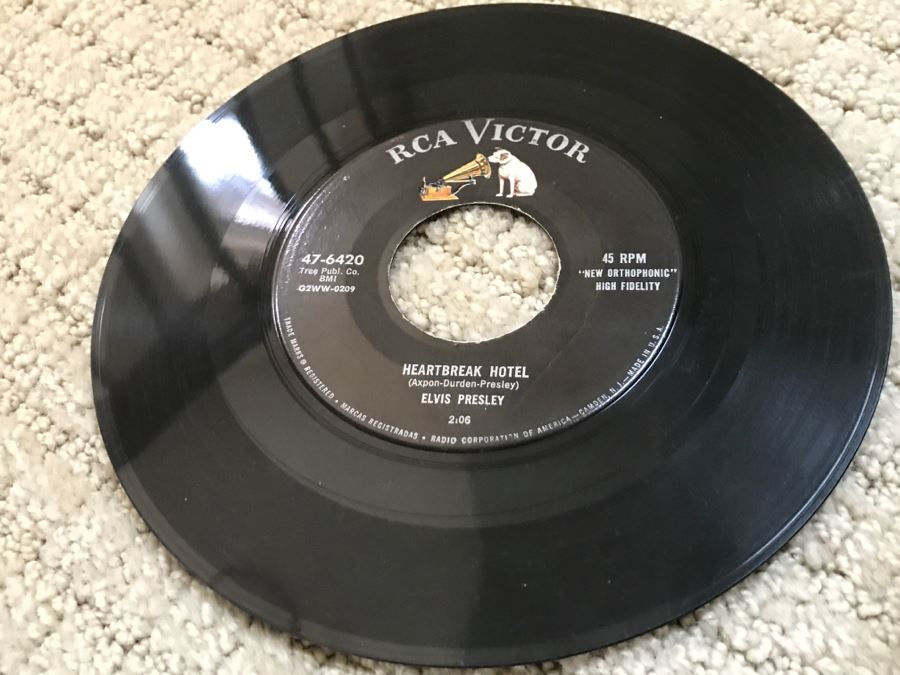 RCA VICTOR
47-6420
Tree Publ. Co.
BMI
G2WW-0209
45 RPM
"NEW ORTHOPHONIC"
HIGH FIDELITY
HEARTBREAK HOTEL
(Axpon-Durden-Presley)
ELVIS PRESLEY
2:06
TRADE MARKS ® REGISTERED • MARCAS REGISTRADAS • RADIO CORPORATION OF AMERICA—CAMDEN, N. J.—MADE IN U.S.A.